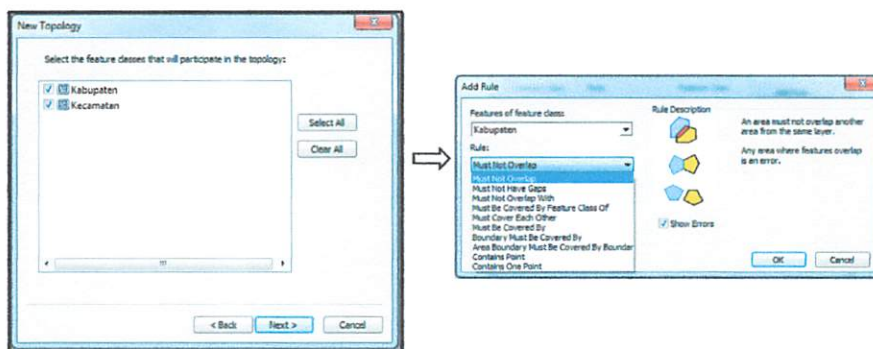 New Topology
Select the feature classes that will participate in the topology:
Kabupaten
Kecamatan
Select All
Clear All
< Back
Next >
Cancel
Add Rule
Features of feature class:
Kabupaten
Rule:
Must Not Overlap
Must Not Overlap
Must Not Have Gaps
Must Not Overlap With
Must Be Covered By Feature Class Of
Must Cover Each Other
Must Be Covered By
Boundary Must Be Covered By
Area Boundary Must Be Covered By Boundar
Contains Point
Contains One Point
Rule Description
Show Errors
An area must not overlap another
area from the same layer.
Any area where features overlap
is an error.
OK
Cancel